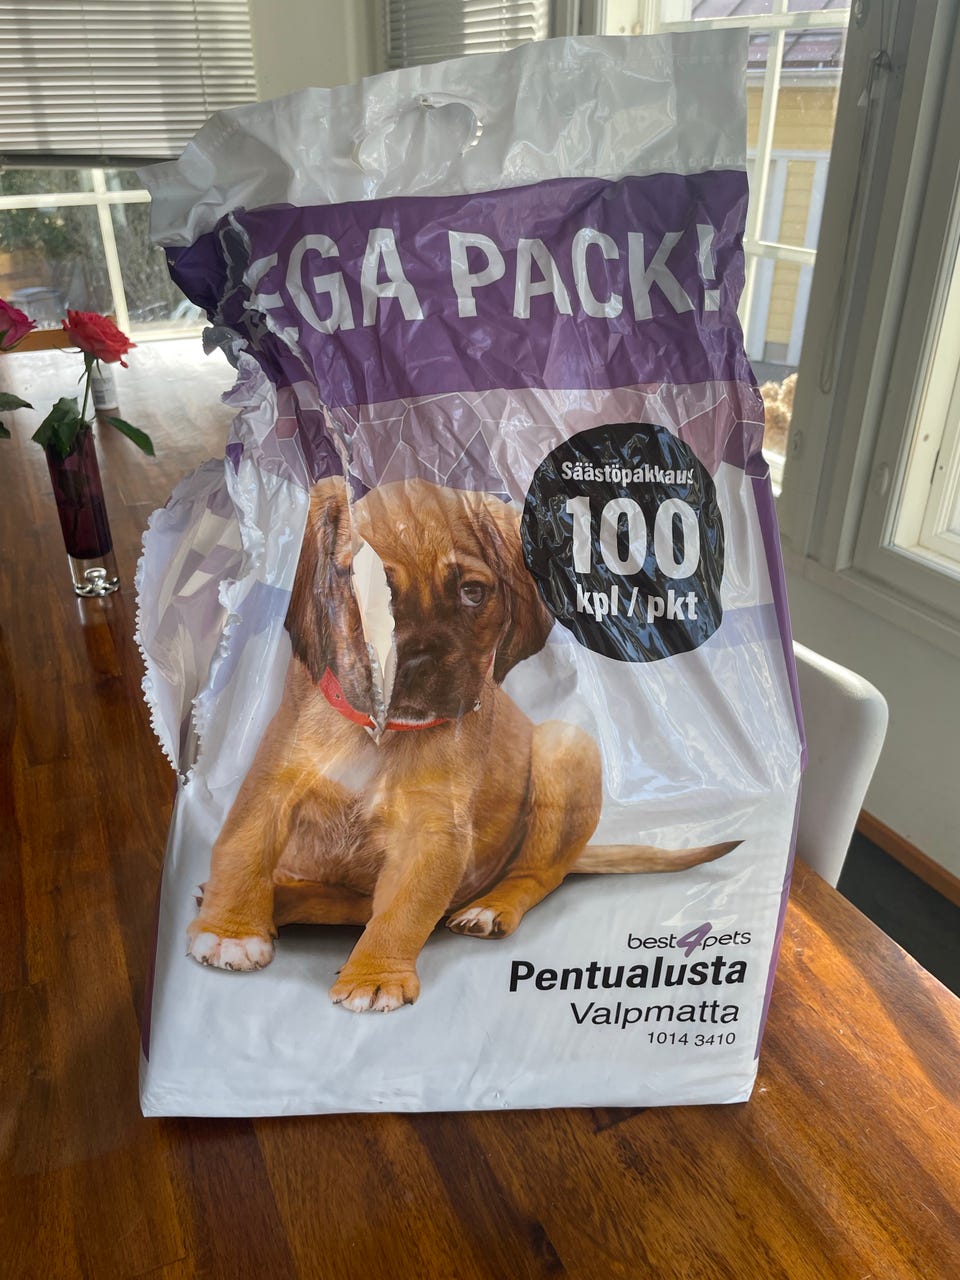 EGA PACK!
Säästöpakkaus
100
kpl / pkt
best4pets
Pentualusta
Valpmatta
1014 3410